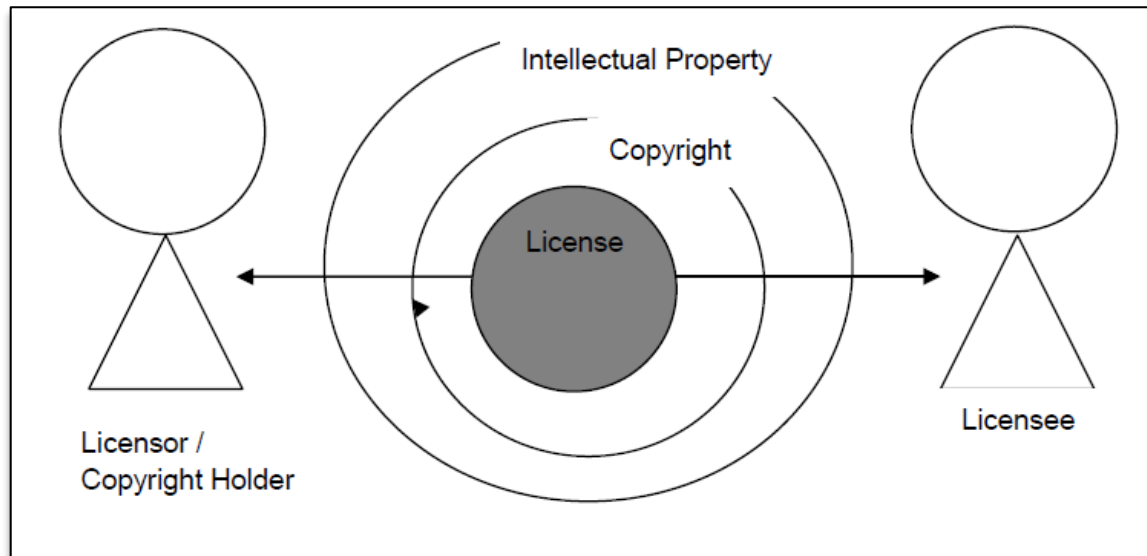 Intellectual Property
Copyright
License
Licensor /
Copyright Holder
Licensee